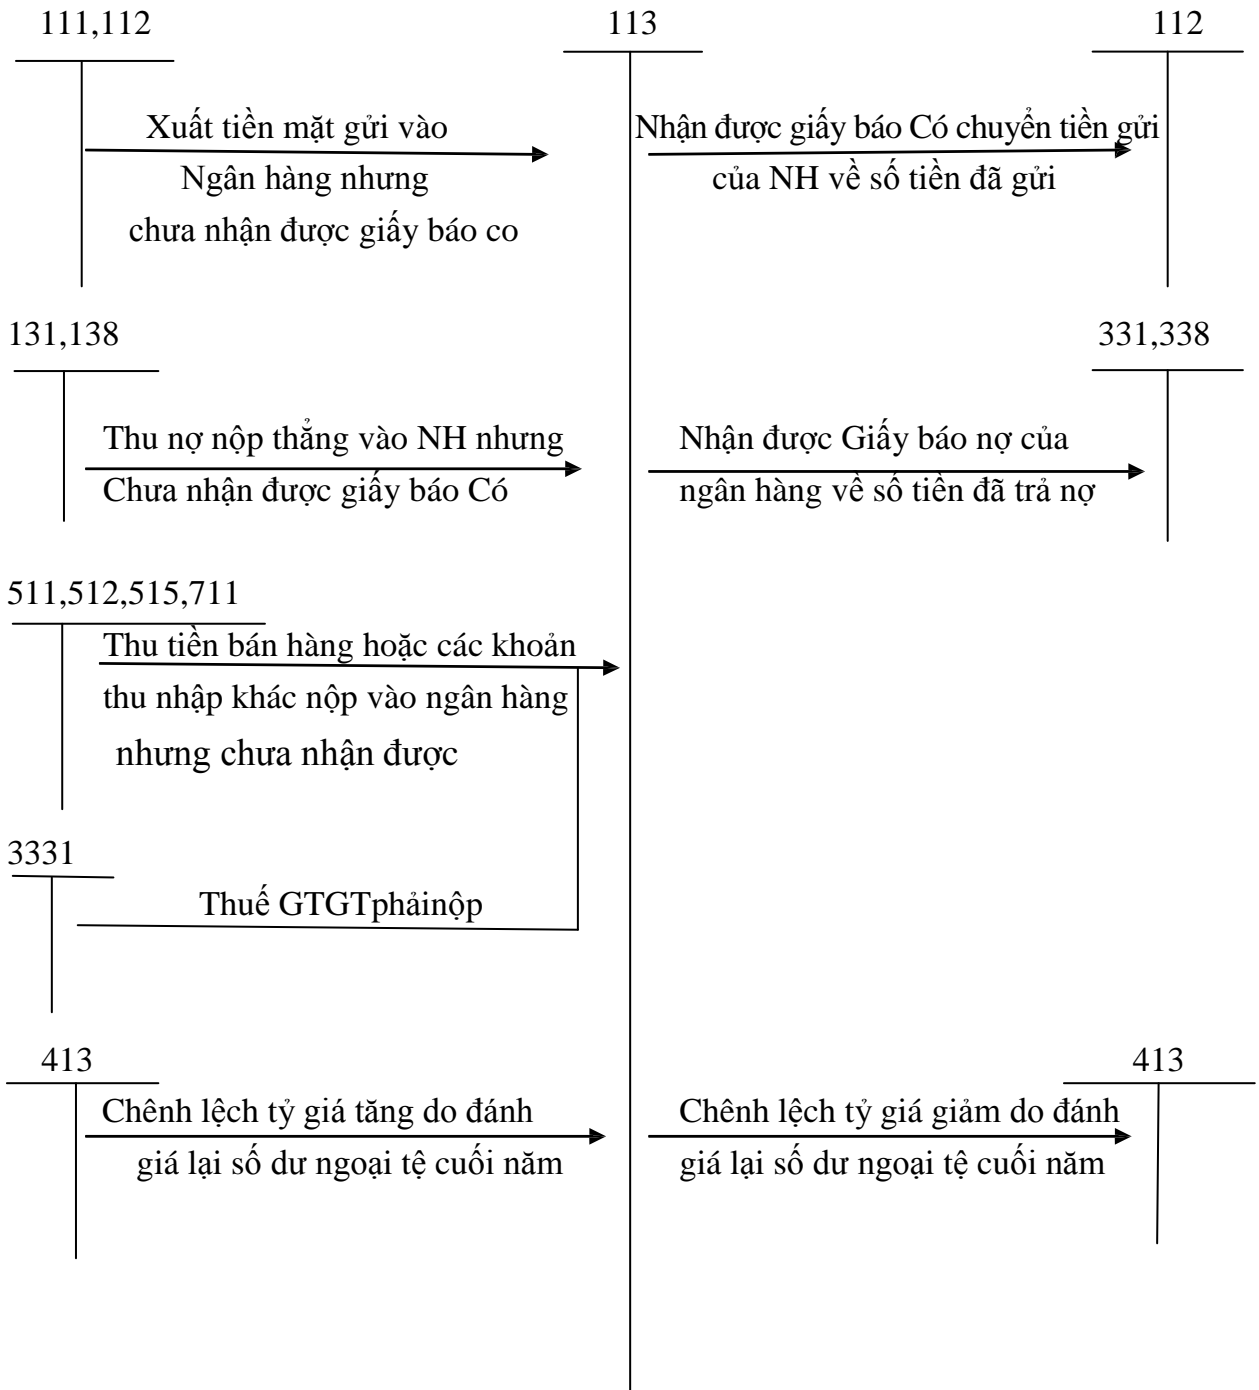 111,112
113
112
Xuất tiền mặt gửi vào
Ngân hàng nhưng
chưa nhận được giấy báo co
Nhận được giấy báo Có chuyển tiền gửi
của NH về số tiền đã gửi
131,138
331,338
Thu nợ nộp thẳng vào NH nhưng
Chưa nhận được giấy báo Có
Nhận được Giấy báo nợ của
ngân hàng về số tiền đã trả nợ
511,512,515,711
Thu tiền bán hàng hoặc các khoản
thu nhập khác nộp vào ngân hàng
nhưng chưa nhận được
3331
Thuế GTGTphảinộp
413
413
Chênh lệch tỷ giá tăng do đánh
giá lại số dư ngoại tệ cuối năm
Chênh lệch tỷ giá giảm do đánh
giá lại số dư ngoại tệ cuối năm